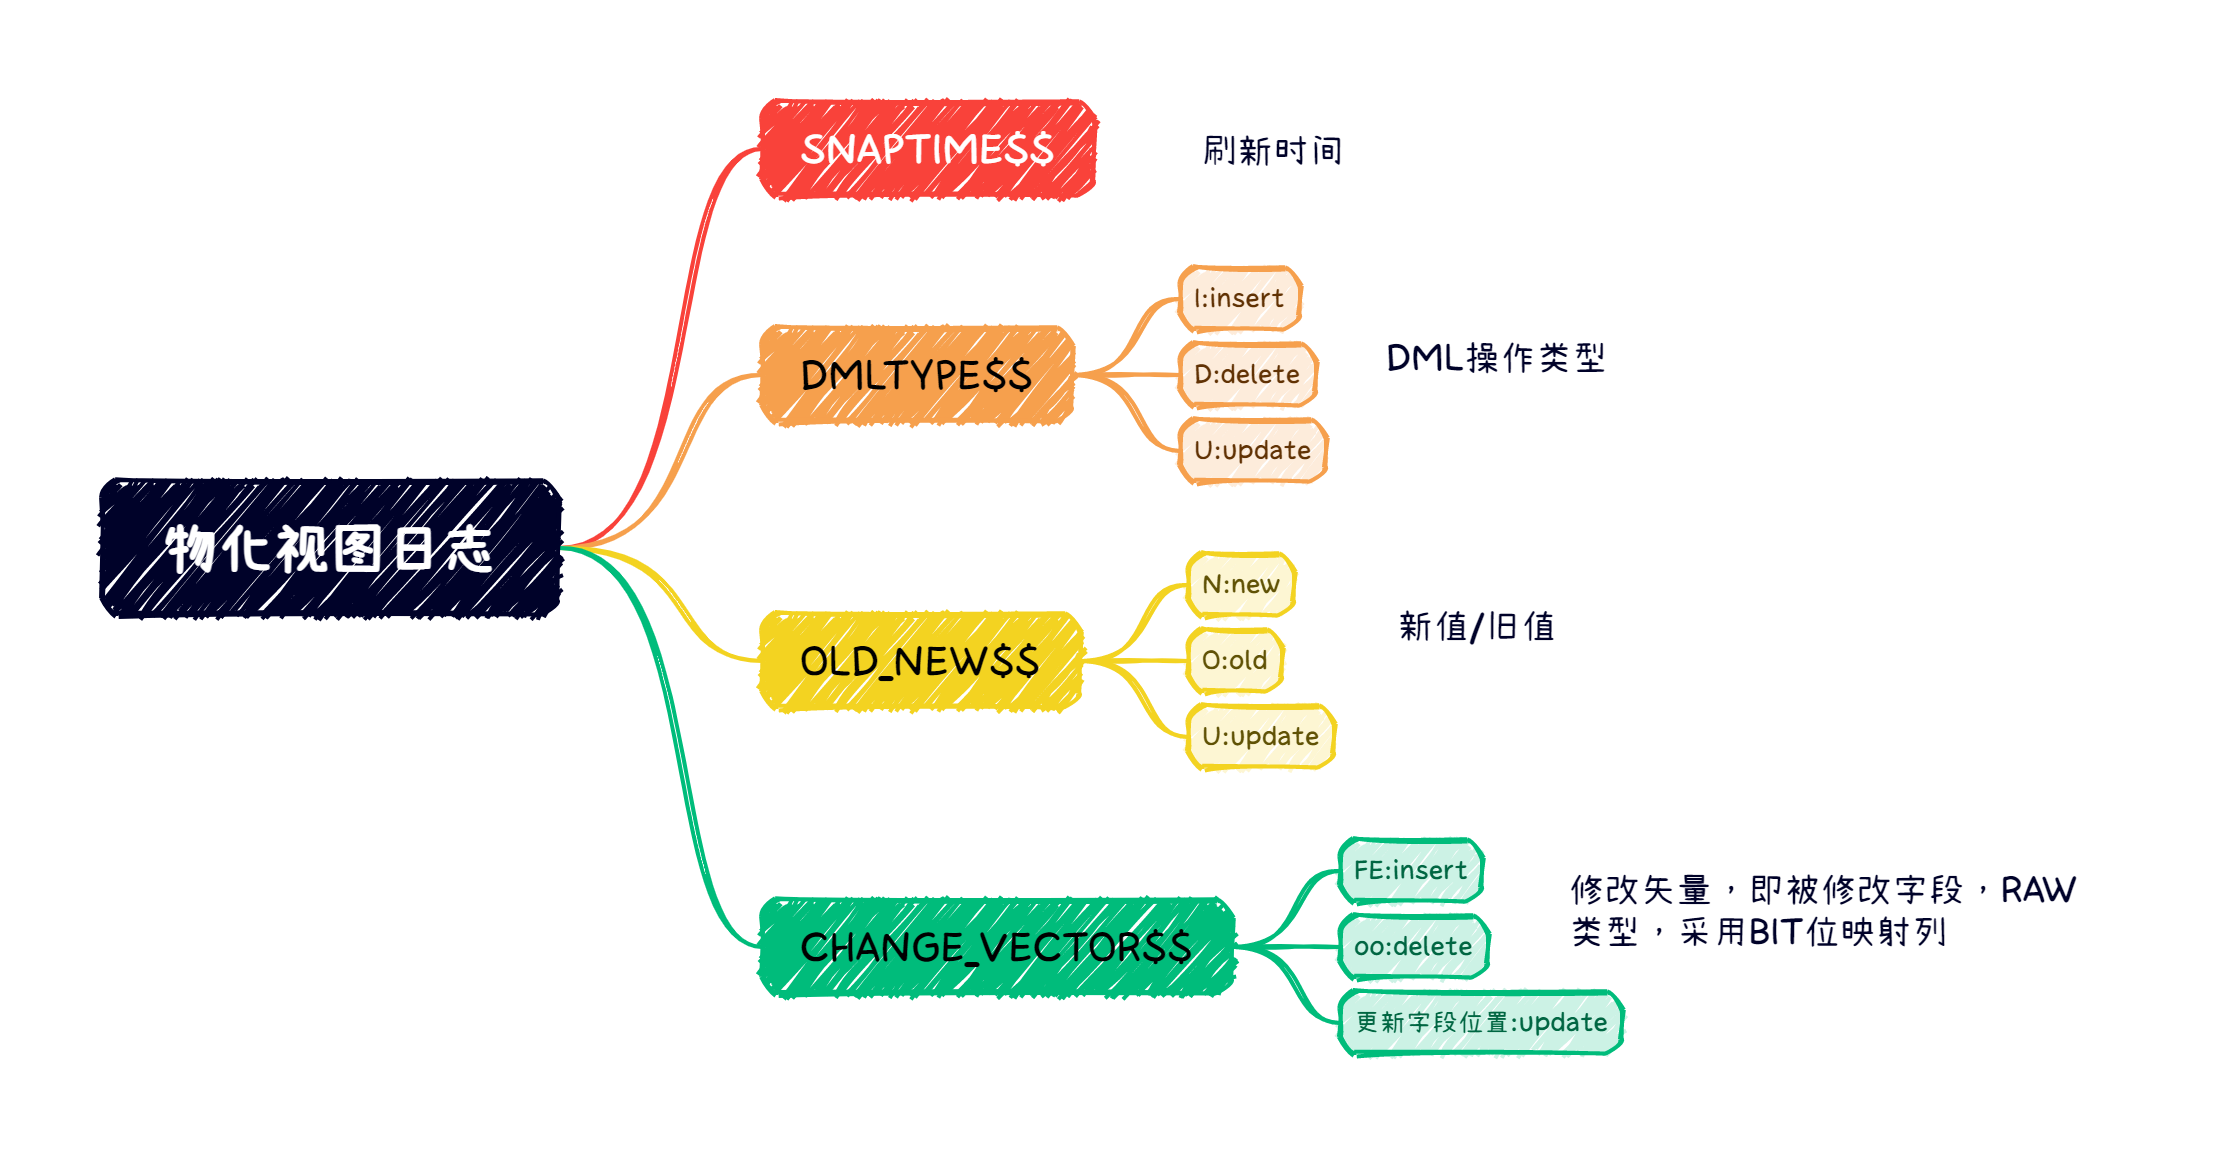 物化视图日志
SNAPTIME$$
刷新时间
DMLTYPE$$
I:insert
D:delete
U:update
DML操作类型
OLD_NEW$$
N:new
O:old
U:update
新值/旧值
CHANGE_VECTOR$$
FE:insert
oo:delete
更新字段位置:update
修改矢量，即被修改字段，RAW
类型，采用BIT位映射列